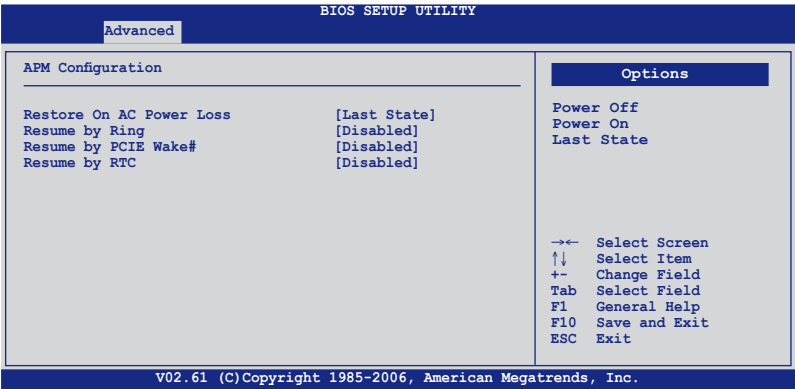 BIOS SETUP UTILITY
Advanced
APM Configuration
Restore On AC Power Loss [Last State]
Resume by Ring [Disabled]
Resume by PCIE Wake# [Disabled]
Resume by RTC [Disabled]
Options
Power Off
Power On
Last State
→← Select Screen
↑↓ Select Item
+- Change Field
Tab Select Field
F1 General Help
F10 Save and Exit
ESC Exit
V02.61 (C)Copyright 1985-2006, American Megatrends, Inc.